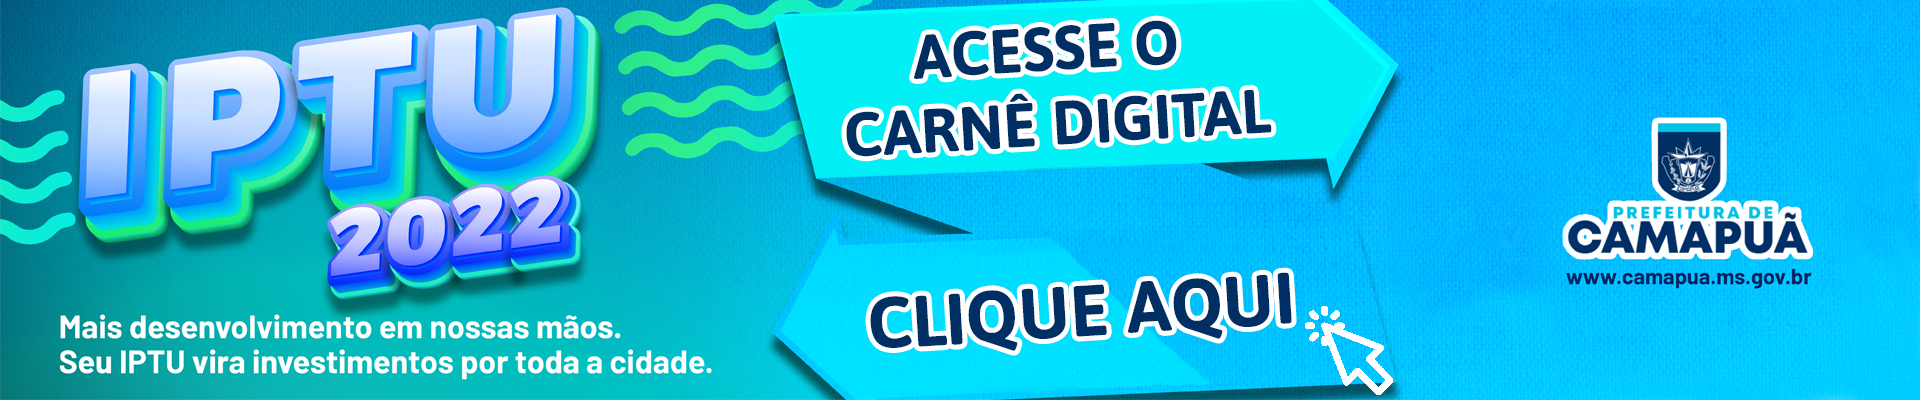 IPTU
2022
Mais desenvolvimento em nossas mãos.
Seu IPTU vira investimentos por toda a cidade.
ACESSE O
CARNÊ DIGITAL
CLIQUE AQUI
PREFEITURA DE
CAMAPUÃ
www.camapua.ms.gov.br